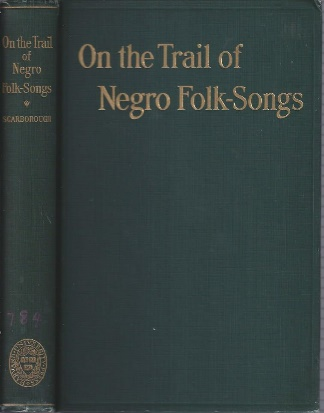 On the Trail
of
Negro
Folk-Songs
SCARBOROUGH
On the Trail of
Negro Folk-Songs